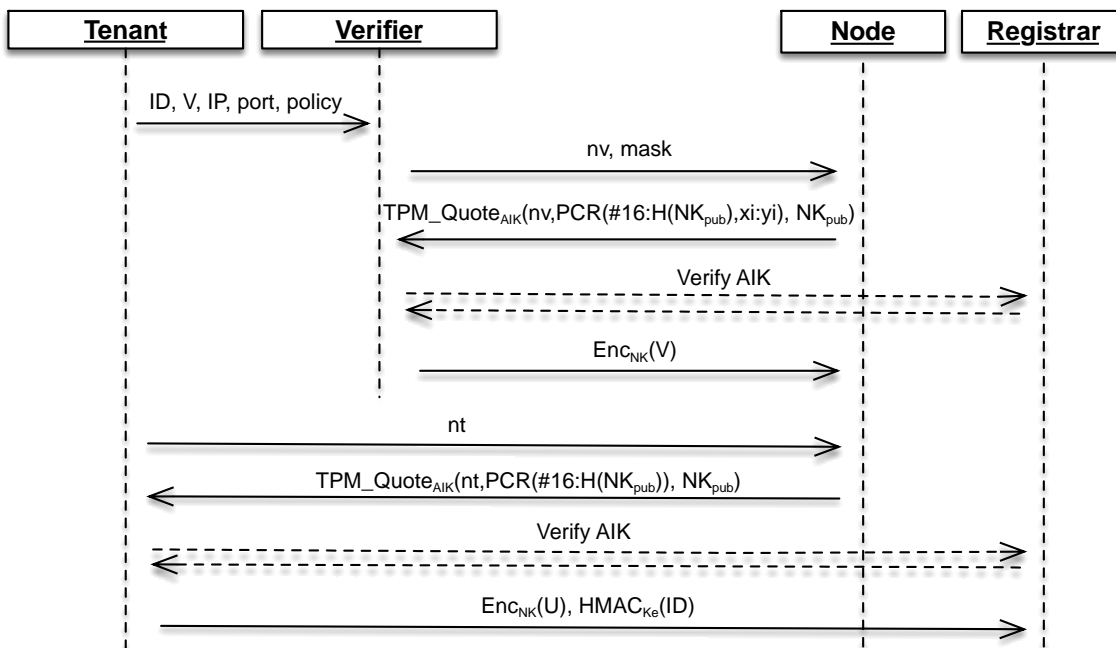 Tenant Verifier Node Registrar
ID, V, IP, port, policy
nv, mask
TPM_QuoteAIK(nv,PCR(#16:H(NKpub),xi:yi), NKpub)
Verify AIK
EncNK(V)
nt
TPM_QuoteAIK(nt,PCR(#16:H(NKpub)), NKpub)
Verify AIK
EncNK(U), HMACKe(ID)